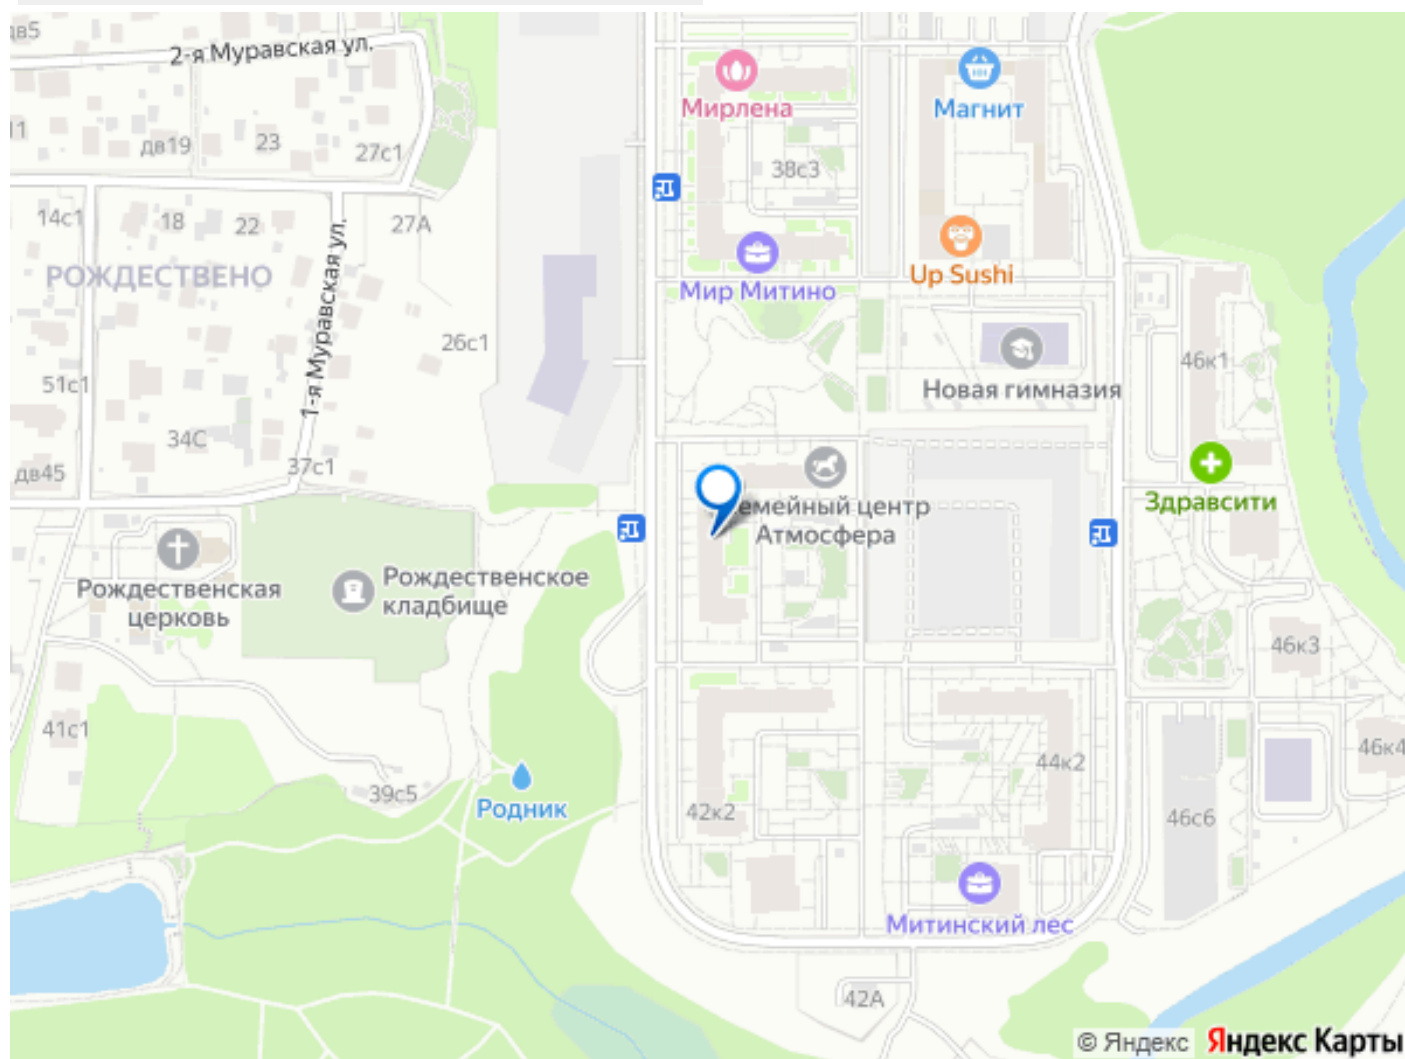 дв5
2-я Муравская ул.
11
дв19
23
27с1
Мирлена
Магнит
38с3
14с1
18
22
27А
РОЖДЕСТВЕНО
1-я Муравская ул.
Мир Митино
Up Sushi
26с1
51с1
Новая гимназия
46к1
34С
37с1
дв45
Здравсити
емейный центр
Атмосфера
Рождественская
церковь
Рождественское
кладбище
46к3
41с1
39с5
Родник
42к2
44к2
46к4
46с6
Митинский лес
42А
© Яндекс Яндекс Карты